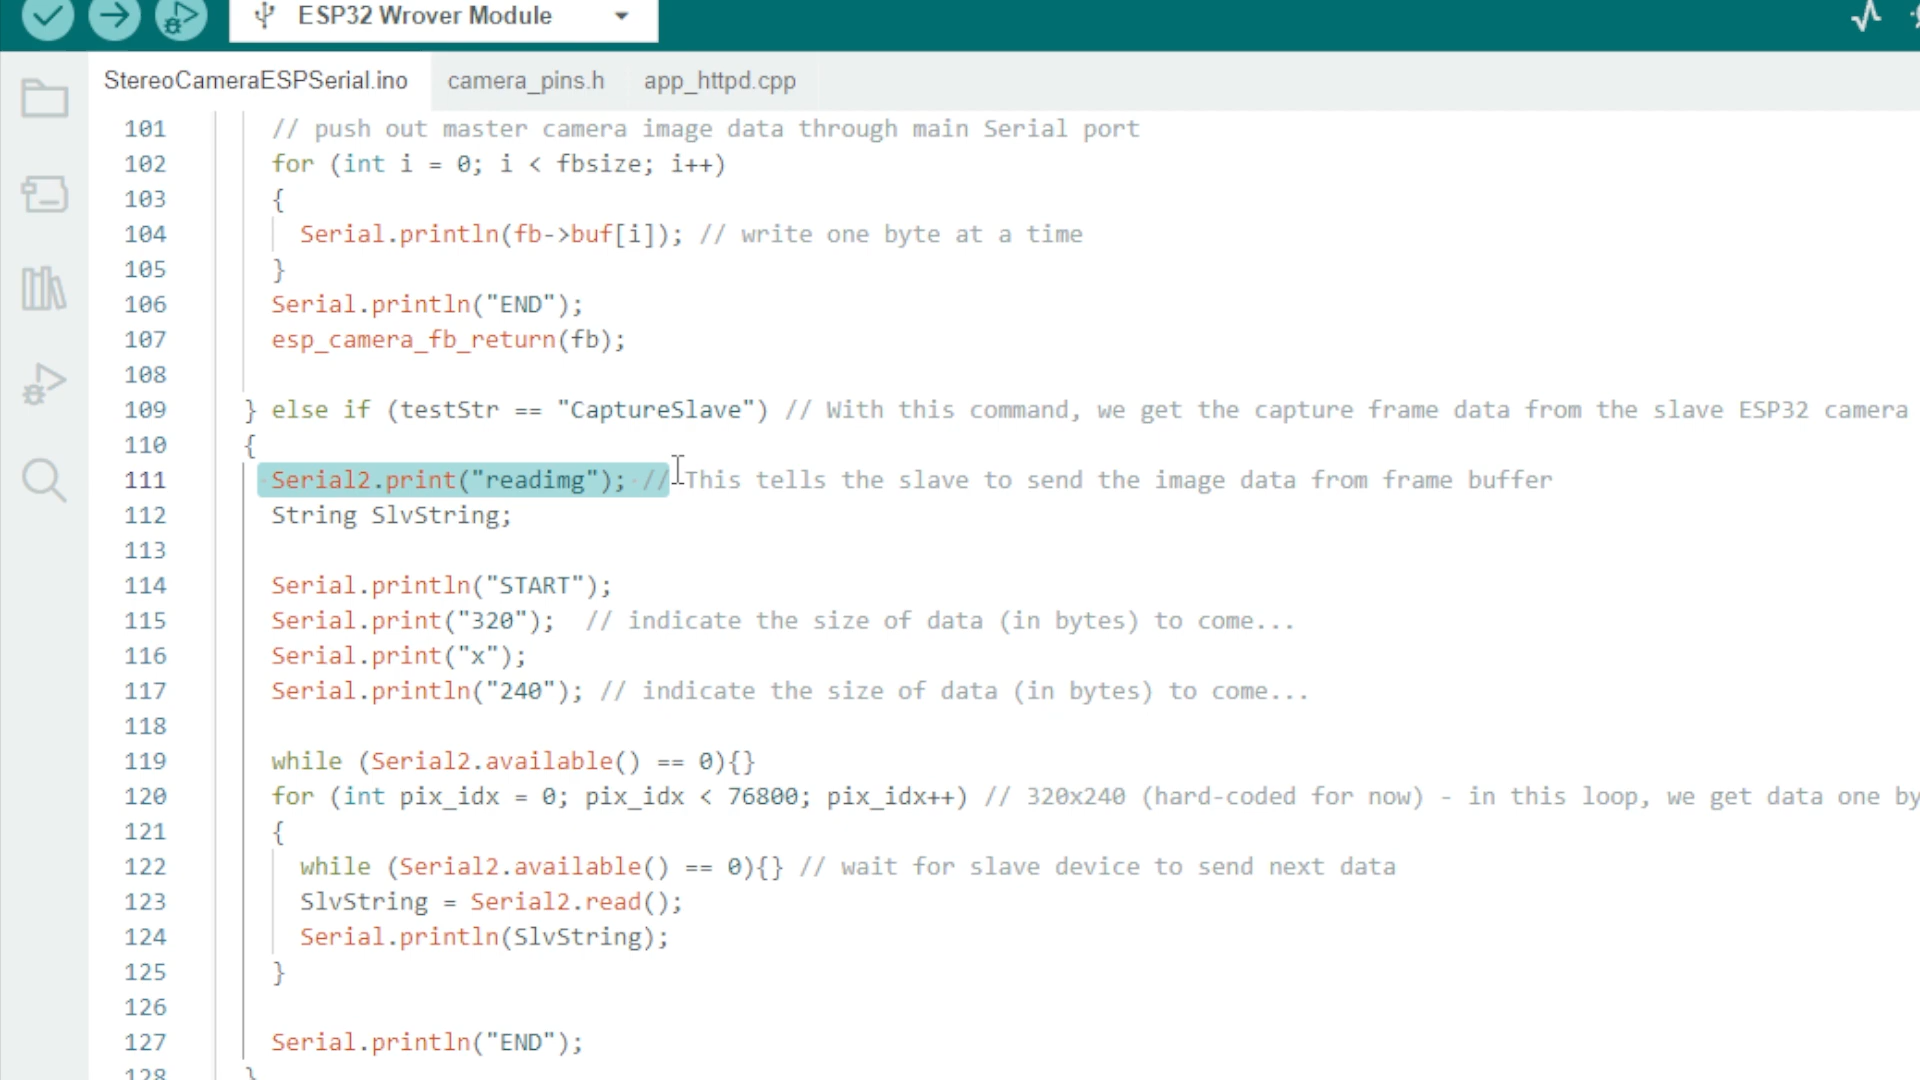 ESP32 Wrover Module
StereoCameraESPSerial.ino camera_pins.h app_httpd.cpp
101 // push out master camera image data through main Serial port
102 for (int i = 0; i < fbsize; i++)
103 {
104 Serial.println(fb->buf[i]); // write one byte at a time
105 }
106 Serial.println("END");
107 esp_camera_fb_return(fb);
108
109 } else if (testStr == "CaptureSlave") // With this command, we get the capture frame data from the slave ESP32 camera
110 {
111 Serial2.print("readimg"); // This tells the slave to send the image data from frame buffer
112 String SlvString;
113
114 Serial.println("START");
115 Serial.print("320"); // indicate the size of data (in bytes) to come...
116 Serial.print("x");
117 Serial.println("240"); // indicate the size of data (in bytes) to come...
118
119 while (Serial2.available() == 0){}
120 for (int pix_idx = 0; pix_idx < 76800; pix_idx++) // 320x240 (hard-coded for now) - in this loop, we get data one by
121 {
122 while (Serial2.available() == 0){} // wait for slave device to send next data
123 SlvString = Serial2.read();
124 Serial.println(SlvString);
125 }
126
127 Serial.println("END");
128 }